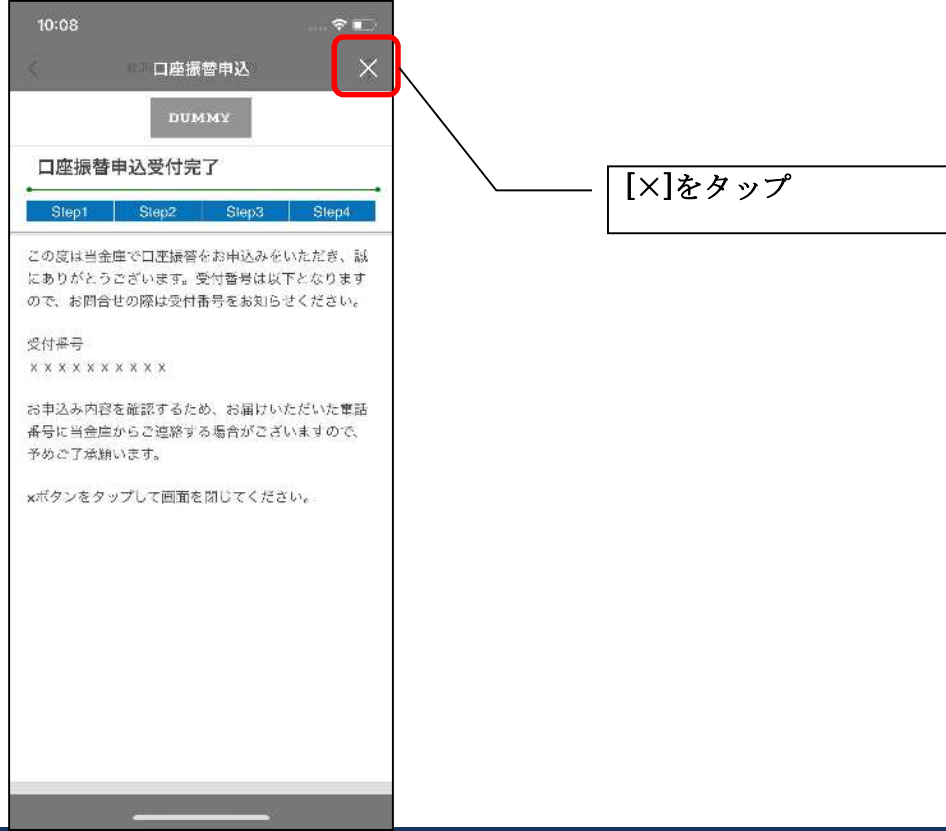 10:08
口座振替申込
DUMMY
口座振替申込受付完了
Step1 Step2 Step3 Step4
この度は当金庫で口座振替をお申込みをいただき、誠
にありがとうございます。受付番号は以下となります
ので、お問合せの際は受付番号をお知らせください。
受付番号
ｘｘｘｘｘｘｘｘｘｘ
お申込み内容を確認するため、お届けいただいた電話
番号に当金庫からご連絡する場合がございますので、
予めご了承願います。
×ボタンをタップして画面を閉じてください。
[×]をタップ